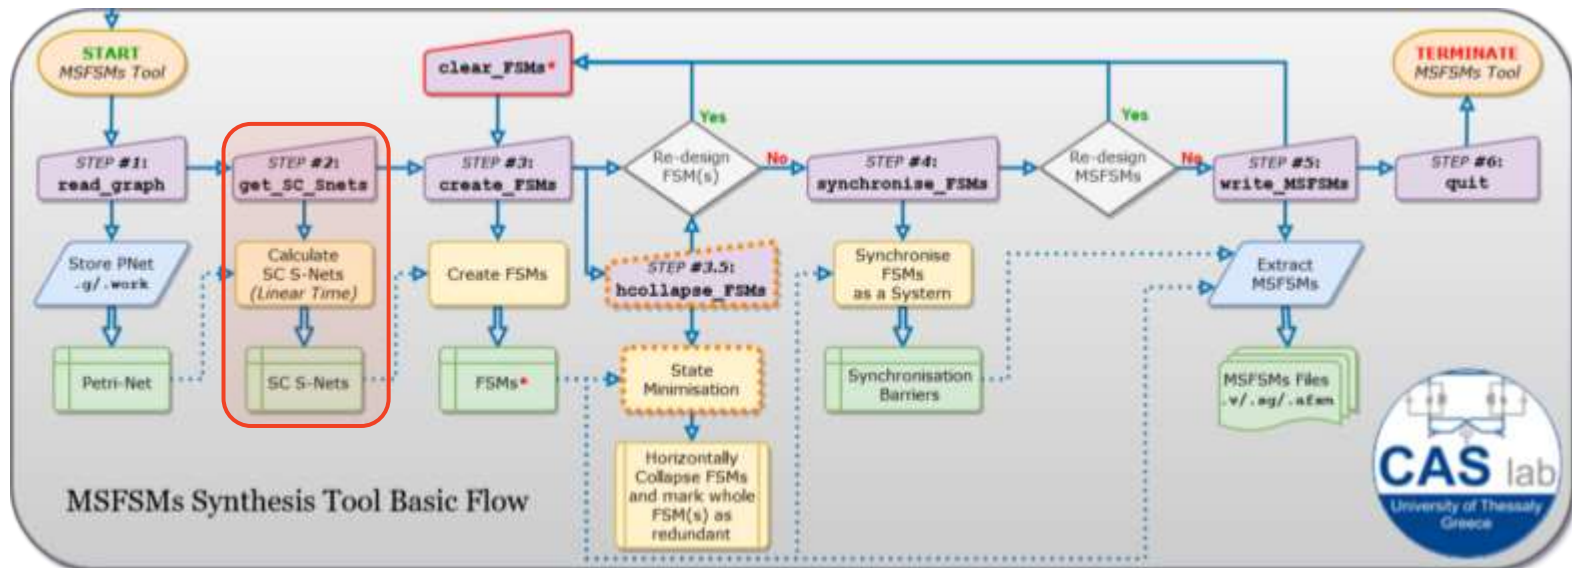 START
MSFSMs Tool
clear_FSMs*
Yes
Yes
TERMINATE
MSFSMs Tool
STEP #1:
read_graph
STEP #2:
get_SC_Snets
STEP #3:
create_FSMs
Re-design
FSM(s)
No
STEP #4:
synchronise_FSMs
Re-design
MSFSMs
No
STEP #5:
write_MSFSMs
STEP #6:
quit
Store PNet
.g/.work
Calculate
SC S-Nets
(Linear Time)
Create FSMs
STEP #3.5:
hcollapse_FSMs
Synchronise
FSMs
as a System
Extract
MSFSMs
Petri-Net
SC S-Nets
FSMs*
State
Minimisation
Synchronisation
Barriers
MSFSMs Files
.v/.sg/.afsm
Horizontally
Collapse FSMs
and mark whole
FSM(s) as
redundant
MSFSMs Synthesis Tool Basic Flow
CAS lab
University of Thessaly
Greece